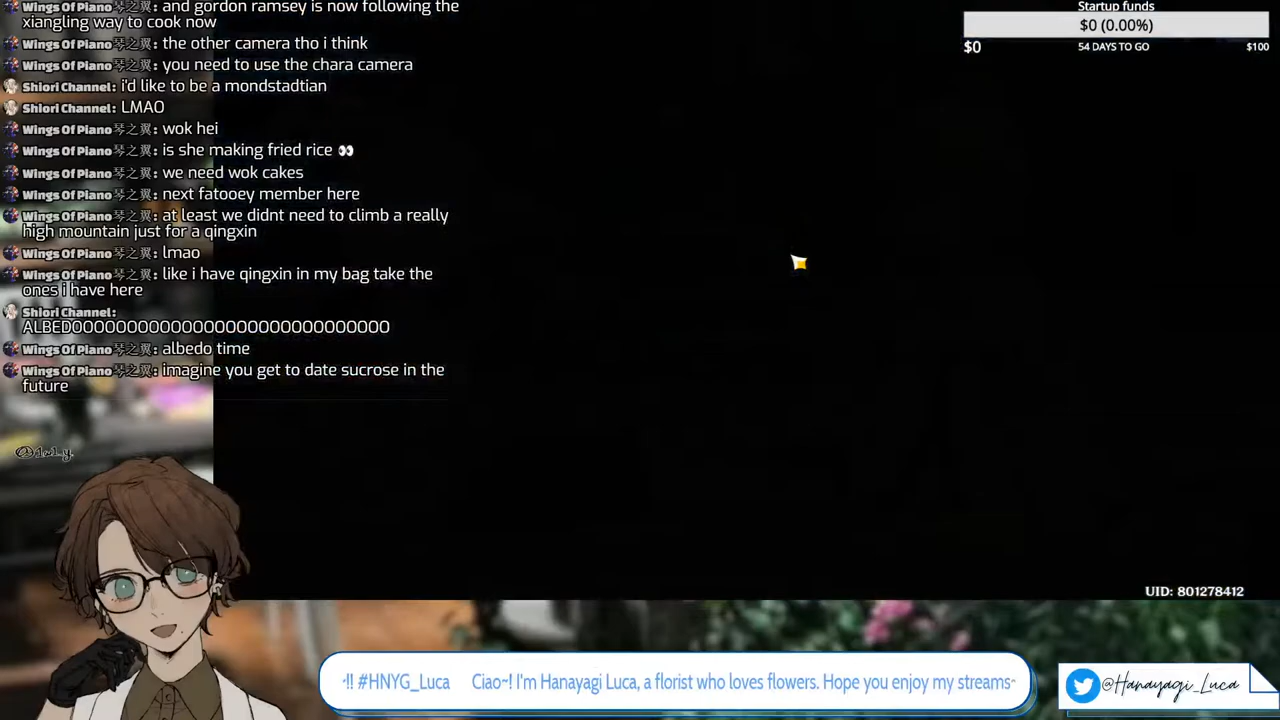 Wings Of Piano琴之翼: and gordon ramsey is now following the
xiangling way to cook now
Wings Of Piano琴之翼: the other camera tho i think
Wings Of Piano琴之翼: you need to use the chara camera
Shiori Channel: i'd like to be a mondstadtian
Shiori Channel: LMAO
Wings Of Piano琴之翼: wok hei
Wings Of Piano琴之翼: is she making fried rice 👀
Wings Of Piano琴之翼: we need wok cakes
Wings Of Piano琴之翼: next fatooey member here
Wings Of Piano琴之翼: at least we didnt need to climb a really
high mountain just for a qingxin
Wings Of Piano琴之翼: lmao
Wings Of Piano琴之翼: like i have qingxin in my bag take the
ones i have here
Shiori Channel:
ALBEDOOOOOOOOOOOOOOOOOOOOOOOOOOOOO
Wings Of Piano琴之翼: albedo time
Wings Of Piano琴之翼: imagine you get to date sucrose in the
future
Startup funds
$0 (0.00%)
$0 54 DAYS TO GO $100
UID: 801278412
~!! #HNYG_Luca Ciao~! I'm Hanayagi Luca, a florist who loves flowers. Hope you enjoy my streams~
@Hanayagi_Luca